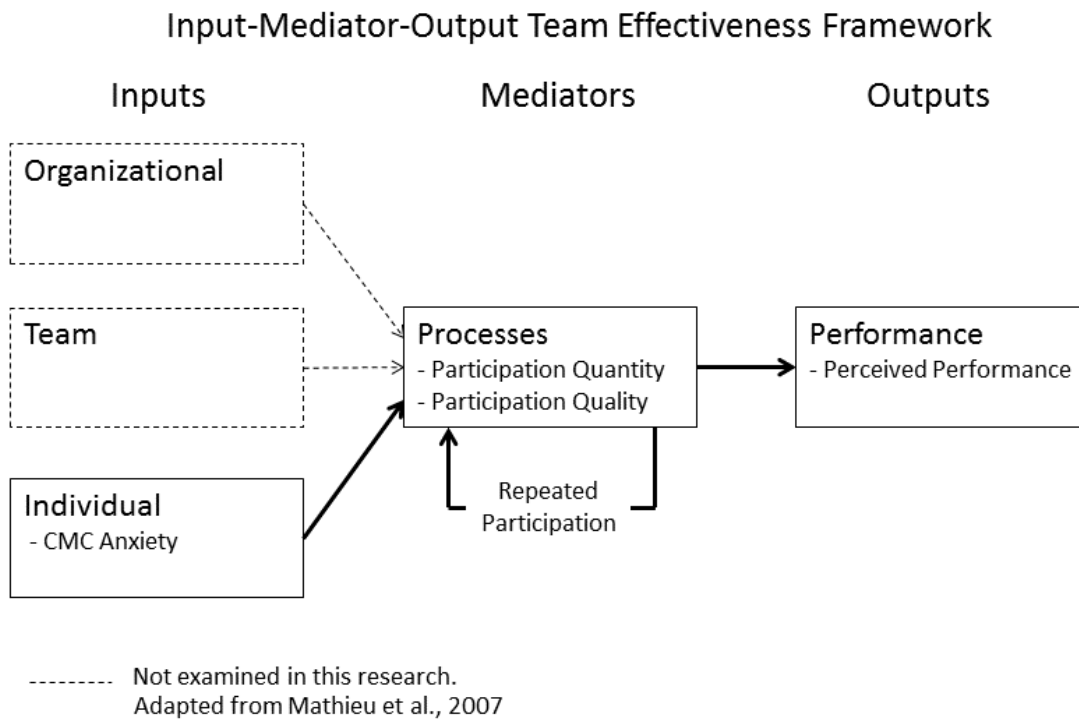 Input-Mediator-Output Team Effectiveness Framework
Inputs
Mediators
Outputs
Organizational
Team
Individual
- CMC Anxiety
Processes
- Participation Quantity
- Participation Quality
Repeated
Participation
Performance
- Perceived Performance
Not examined in this research.
Adapted from Mathieu et al., 2007